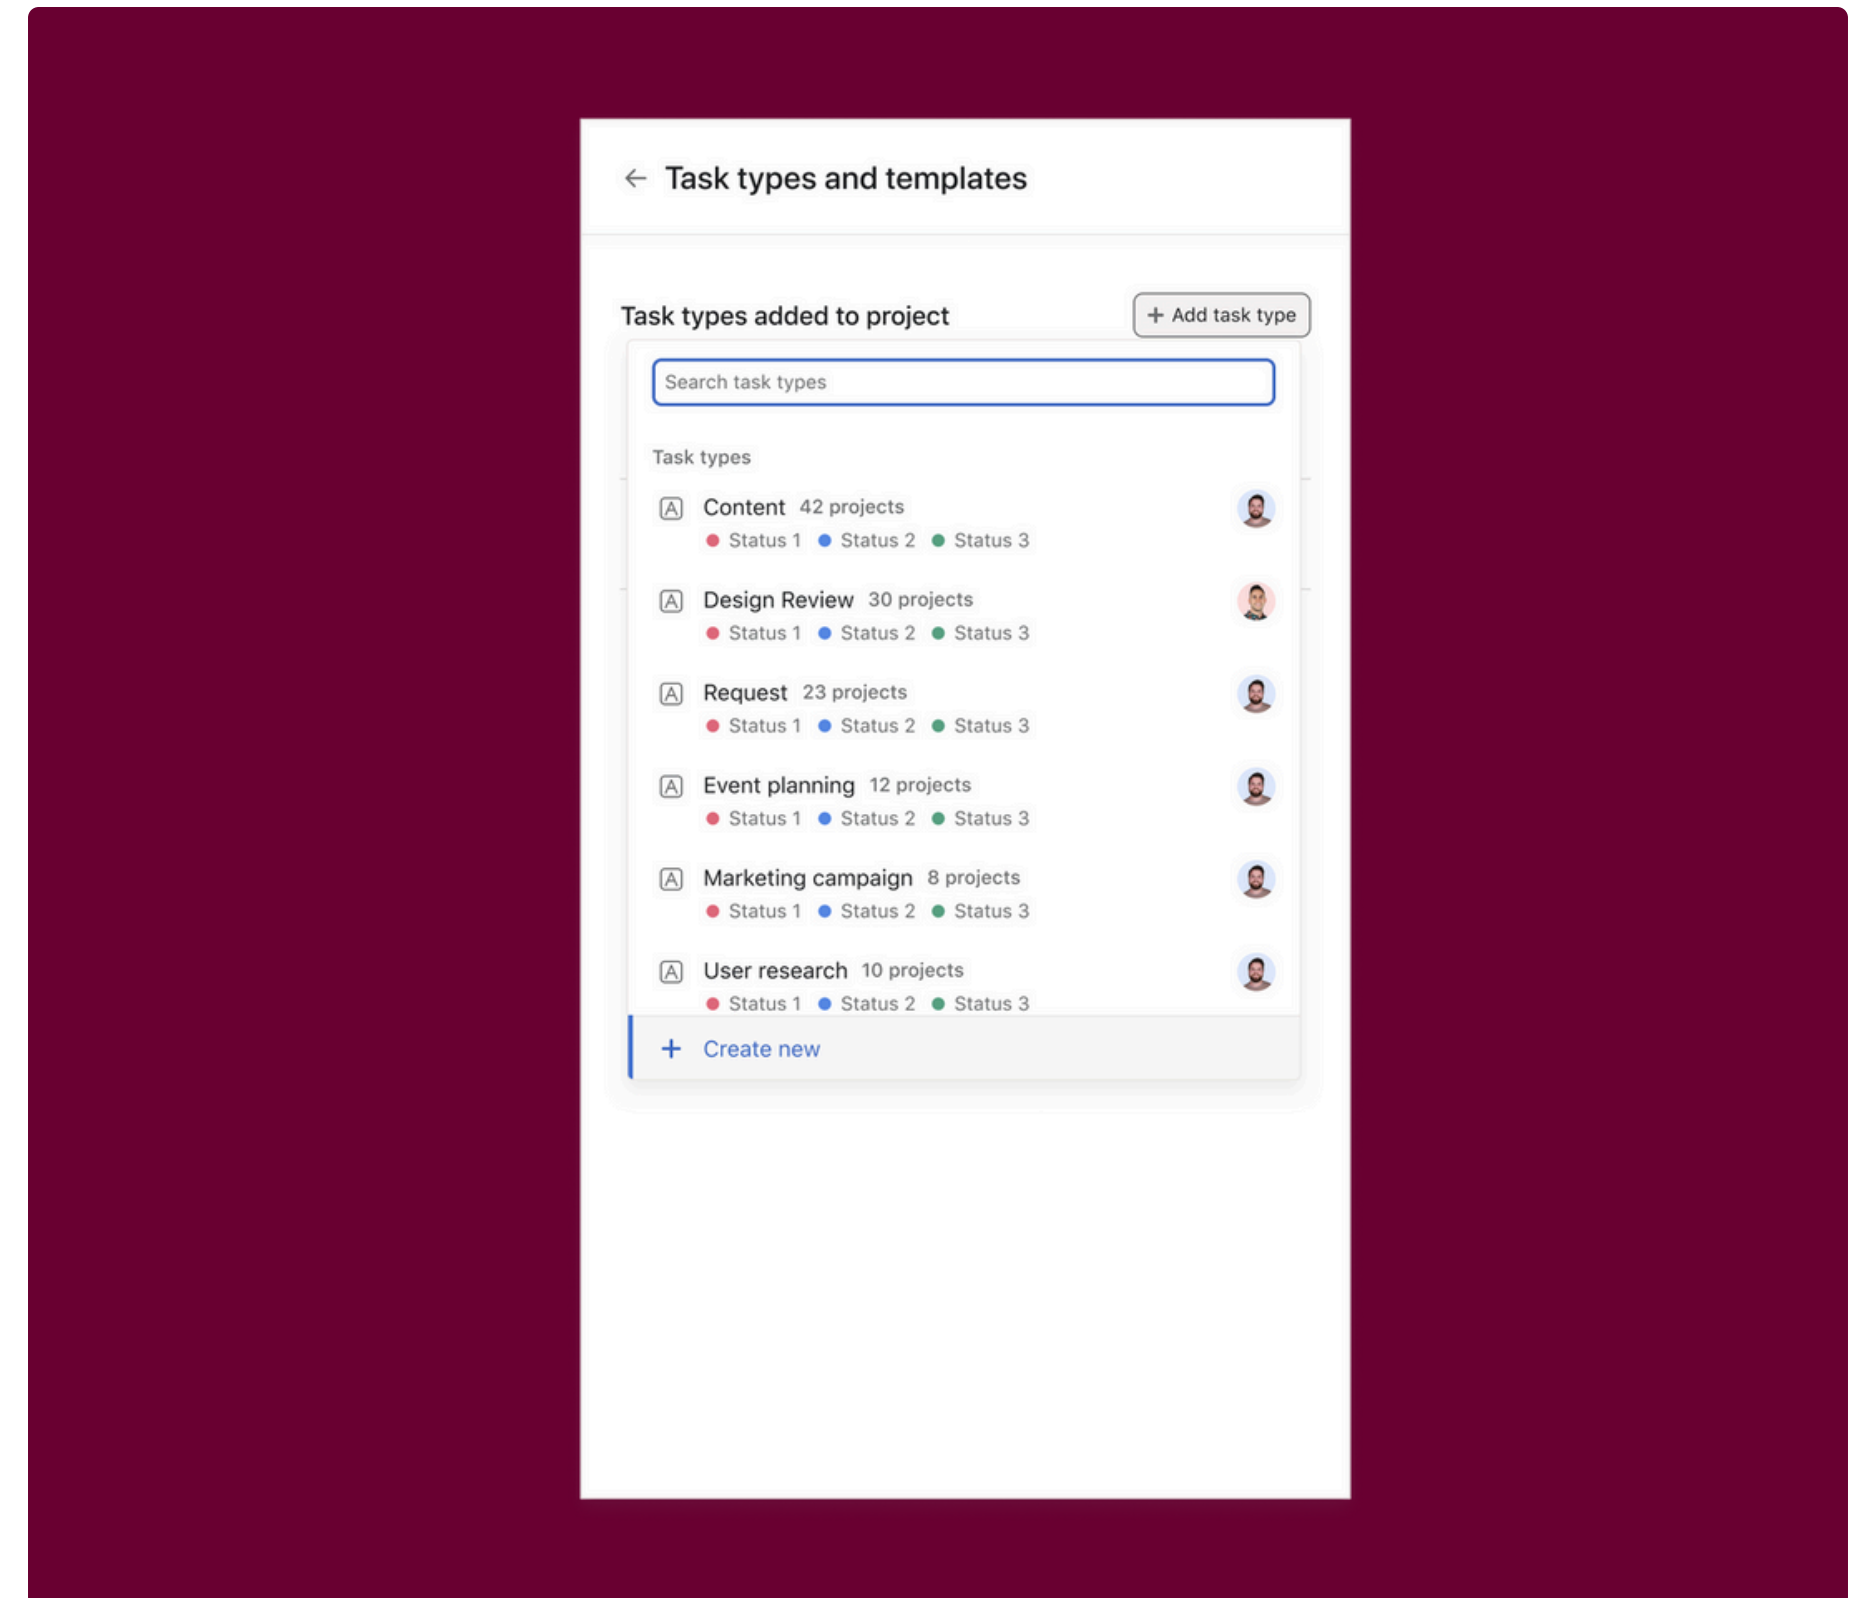 Task types and templates
Task types added to project
+ Add task type
Search task types
Task types
Content 42 projects
Status 1 Status 2 Status 3
Design Review 30 projects
Status 1 Status 2 Status 3
Request 23 projects
Status 1 Status 2 Status 3
Event planning 12 projects
Status 1 Status 2 Status 3
Marketing campaign 8 projects
Status 1 Status 2 Status 3
User research 10 projects
Status 1 Status 2 Status 3
+ Create new